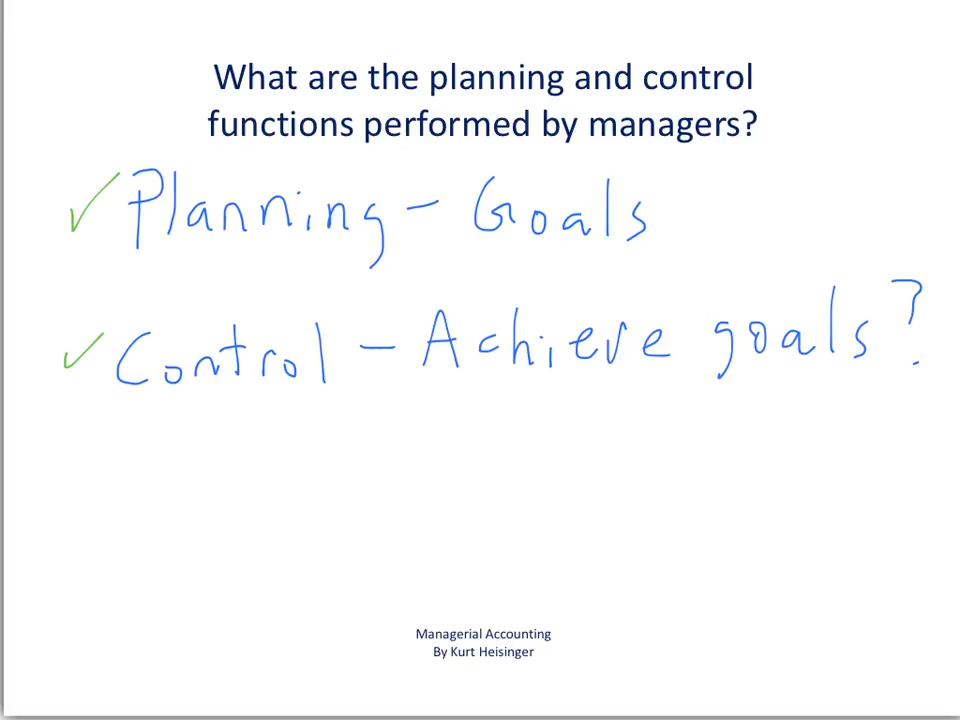 What are the planning and control
functions performed by managers?
✓ Planning - Goals
✓ Control - Achieve goals?
Managerial Accounting
By Kurt Heisinger